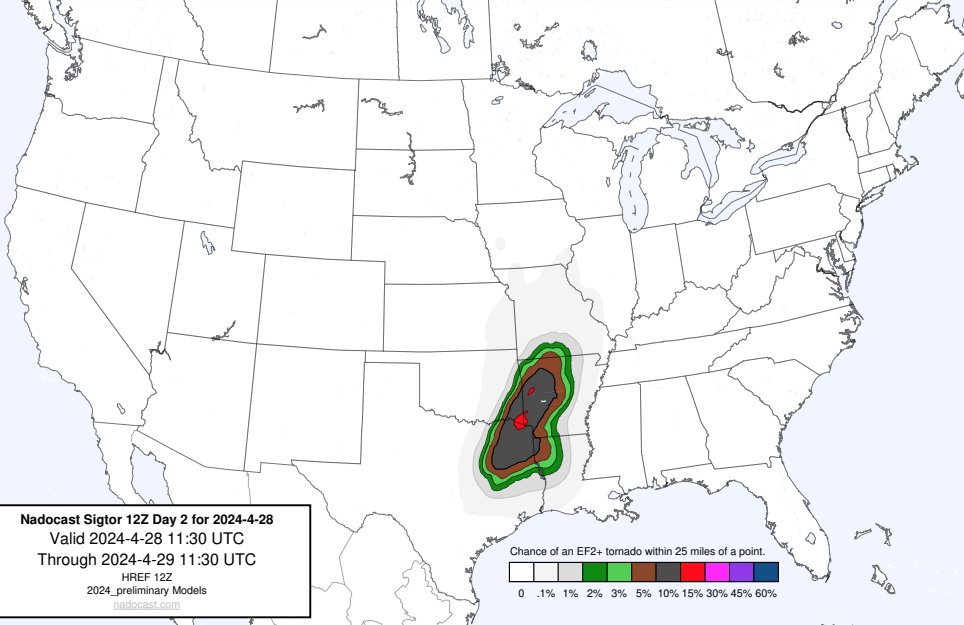 Nadocast Sigtor 12Z Day 2 for 2024-4-28
Valid 2024-4-28 11:30 UTC
Through 2024-4-29 11:30 UTC
HREF 12Z
2024_preliminary Models
nadocast.com
Chance of an EF2+ tornado within 25 miles of a point.
0 .1% 1% 2% 3% 5% 10% 15% 30% 45% 60%